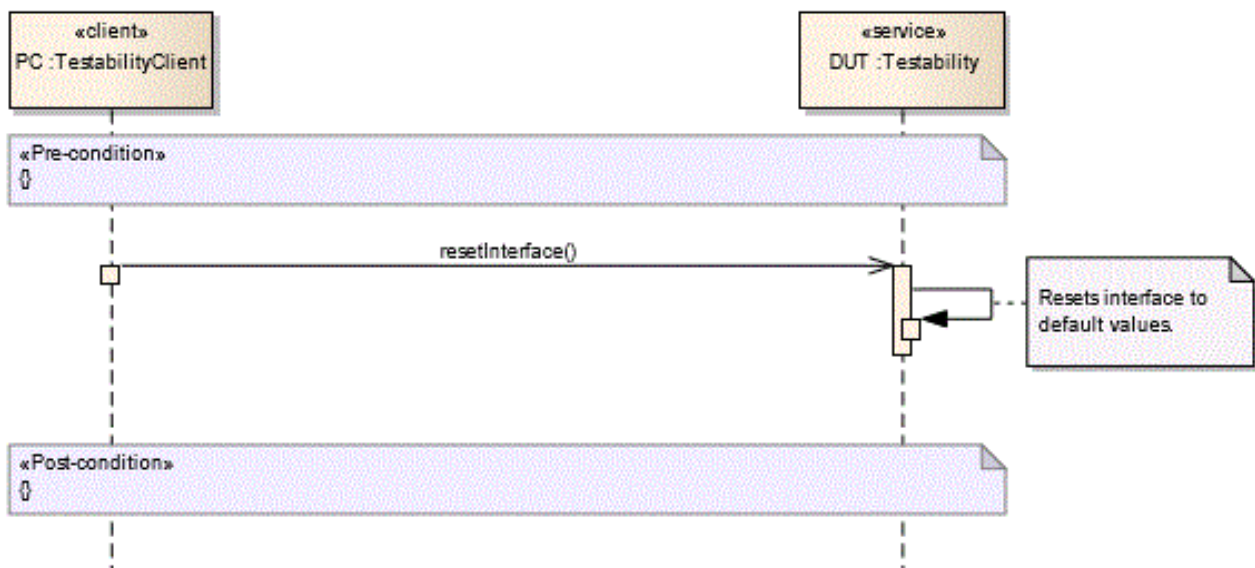 «client»
PC :TestabilityClient
«service»
DUT :Testability
«Pre-condition»
{}
resetInterface()
Resets interface to
default values.
«Post-condition»
{}